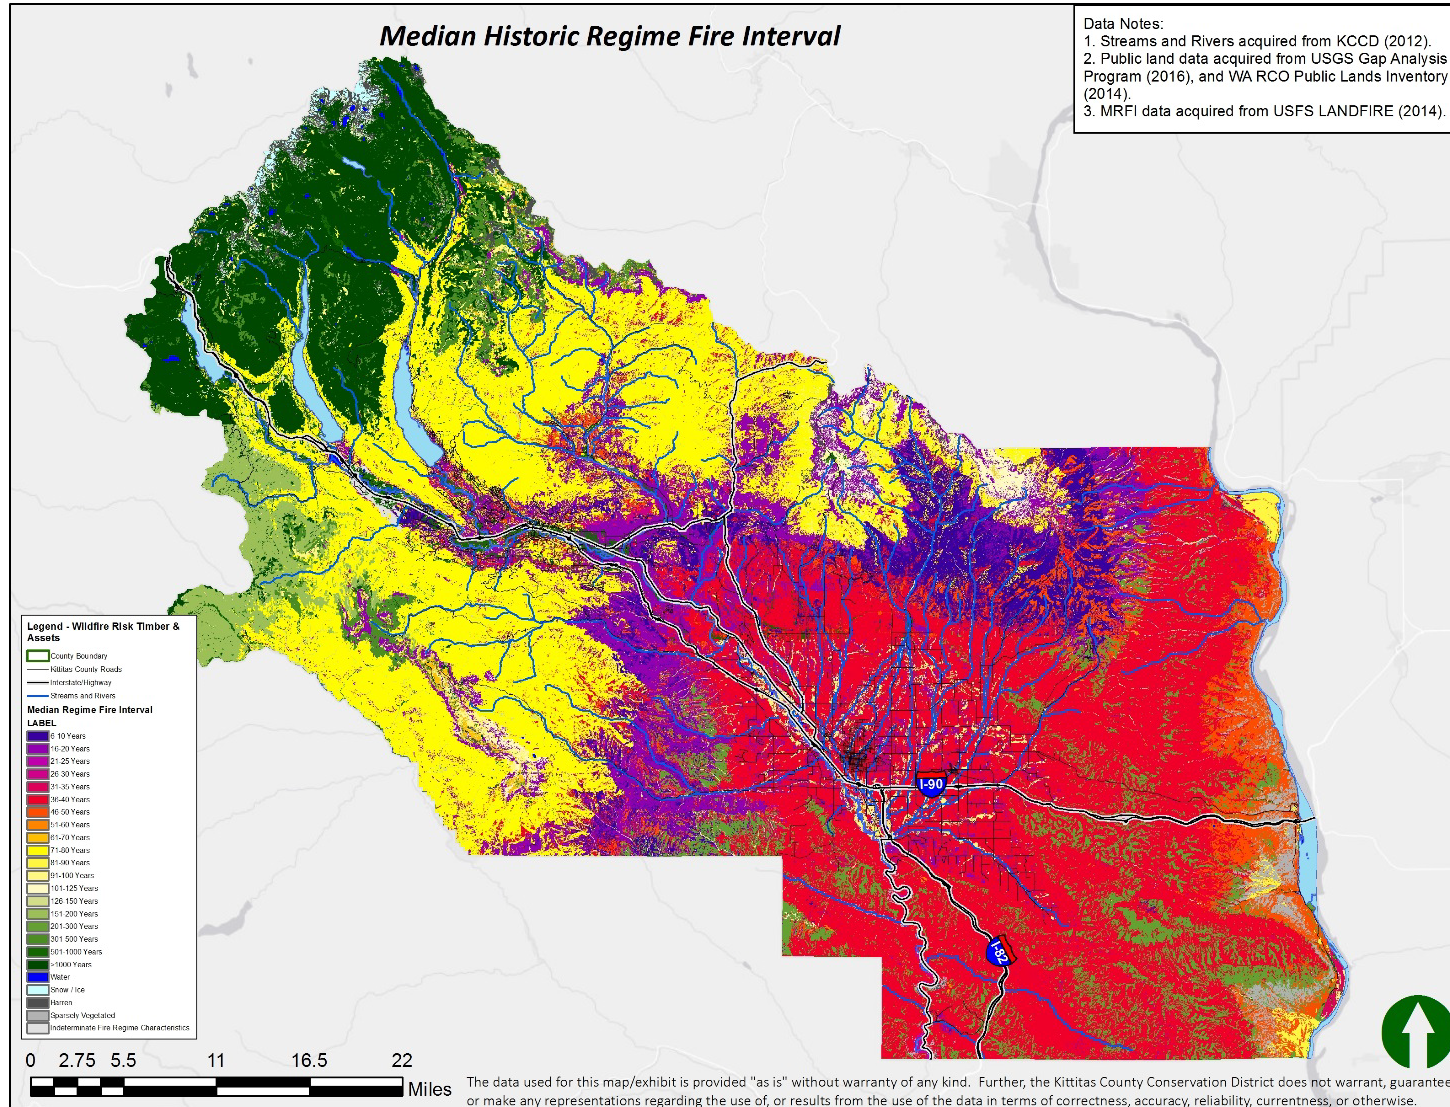 Median Historic Regime Fire Interval
Data Notes:
1. Streams and Rivers acquired from KCCD (2012).
2. Public land data acquired from USGS Gap Analysis
Program (2016), and WA RCO Public Lands Inventory
(2014).
3. MRFI data acquired from USFS LANDFIRE (2014).
I-90
I-82
Legend - Wildfire Risk Timber &
Assets
County Boundary
Kittitas County Roads
Interstate/Highway
Streams and Rivers
Median Regime Fire Interval
LABEL
6-10 Years
16-20 Years
21-25 Years
26-30 Years
31-35 Years
36-40 Years
46-50 Years
51-60 Years
61-70 Years
71-80 Years
81-90 Years
91-100 Years
101-125 Years
126-150 Years
151-200 Years
201-300 Years
301-500 Years
501-1000 Years
>1000 Years
Water
Snow / Ice
Barren
Sparsely Vegetated
Indeterminate Fire Regime Characteristics
0 2.75 5.5 11 16.5 22
Miles
The data used for this map/exhibit is provided "as is" without warranty of any kind. Further, the Kittitas County Conservation District does not warrant, guarantee
or make any representations regarding the use of, or results from the use of the data in terms of correctness, accuracy, reliability, currentness, or otherwise.